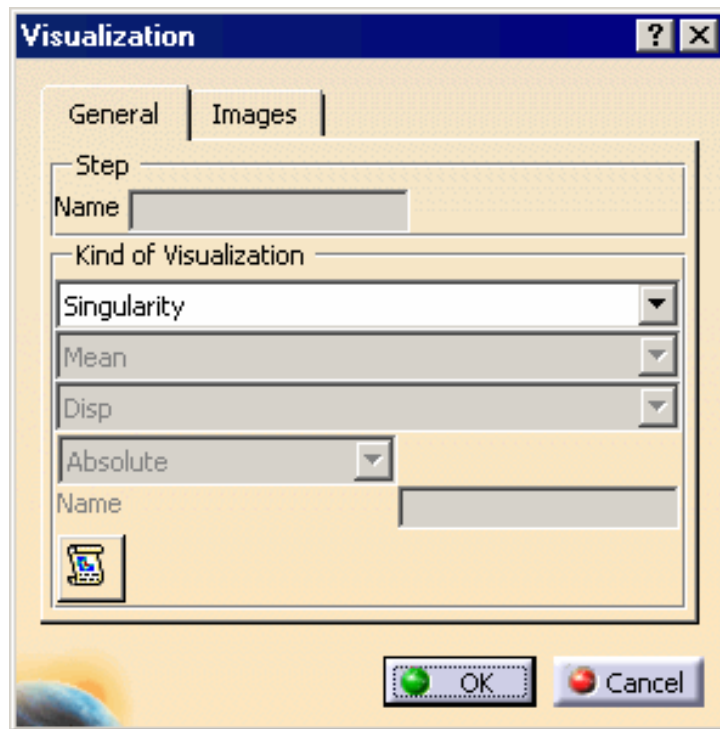 Visualization
General Images
Step
Name
Kind of Visualization
Singularity
Mean
Disp
Absolute
Name
OK Cancel